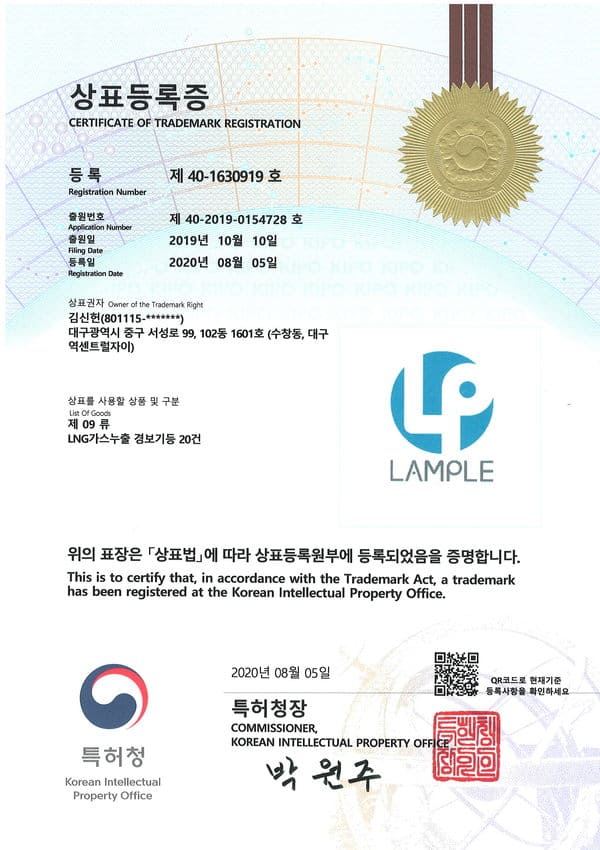 상표등록증
CERTIFICATE OF TRADEMARK REGISTRATION
등 록 제 40-1630919 호
Registration Number
출원번호 제 40-2019-0154728 호
Application Number
출원일 2019년 10월 10일
Filing Date
등록일 2020년 08월 05일
Registration Date
상표권자 Owner of the Trademark Right
김신헌(801115-*******)
대구광역시 중구 서성로 99, 102동 1601호 (수창동, 대구
역센트럴자이)
상표를 사용할 상품 및 구분
List Of Goods
제 09 류
LNG가스누출 경보기등 20건
LP
LAMPLE
위의 표장은 「상표법」에 따라 상표등록원부에 등록되었음을 증명합니다.
This is to certify that, in accordance with the Trademark Act, a trademark
has been registered at the Korean Intellectual Property Office.
2020년 08월 05일
QR코드로 현재기준
등록사항을 확인하세요
특허청장
COMMISSIONER,
KOREAN INTELLECTUAL PROPERTY OFFICE
박 원 주
특허청
Korean Intellectual
Property Office